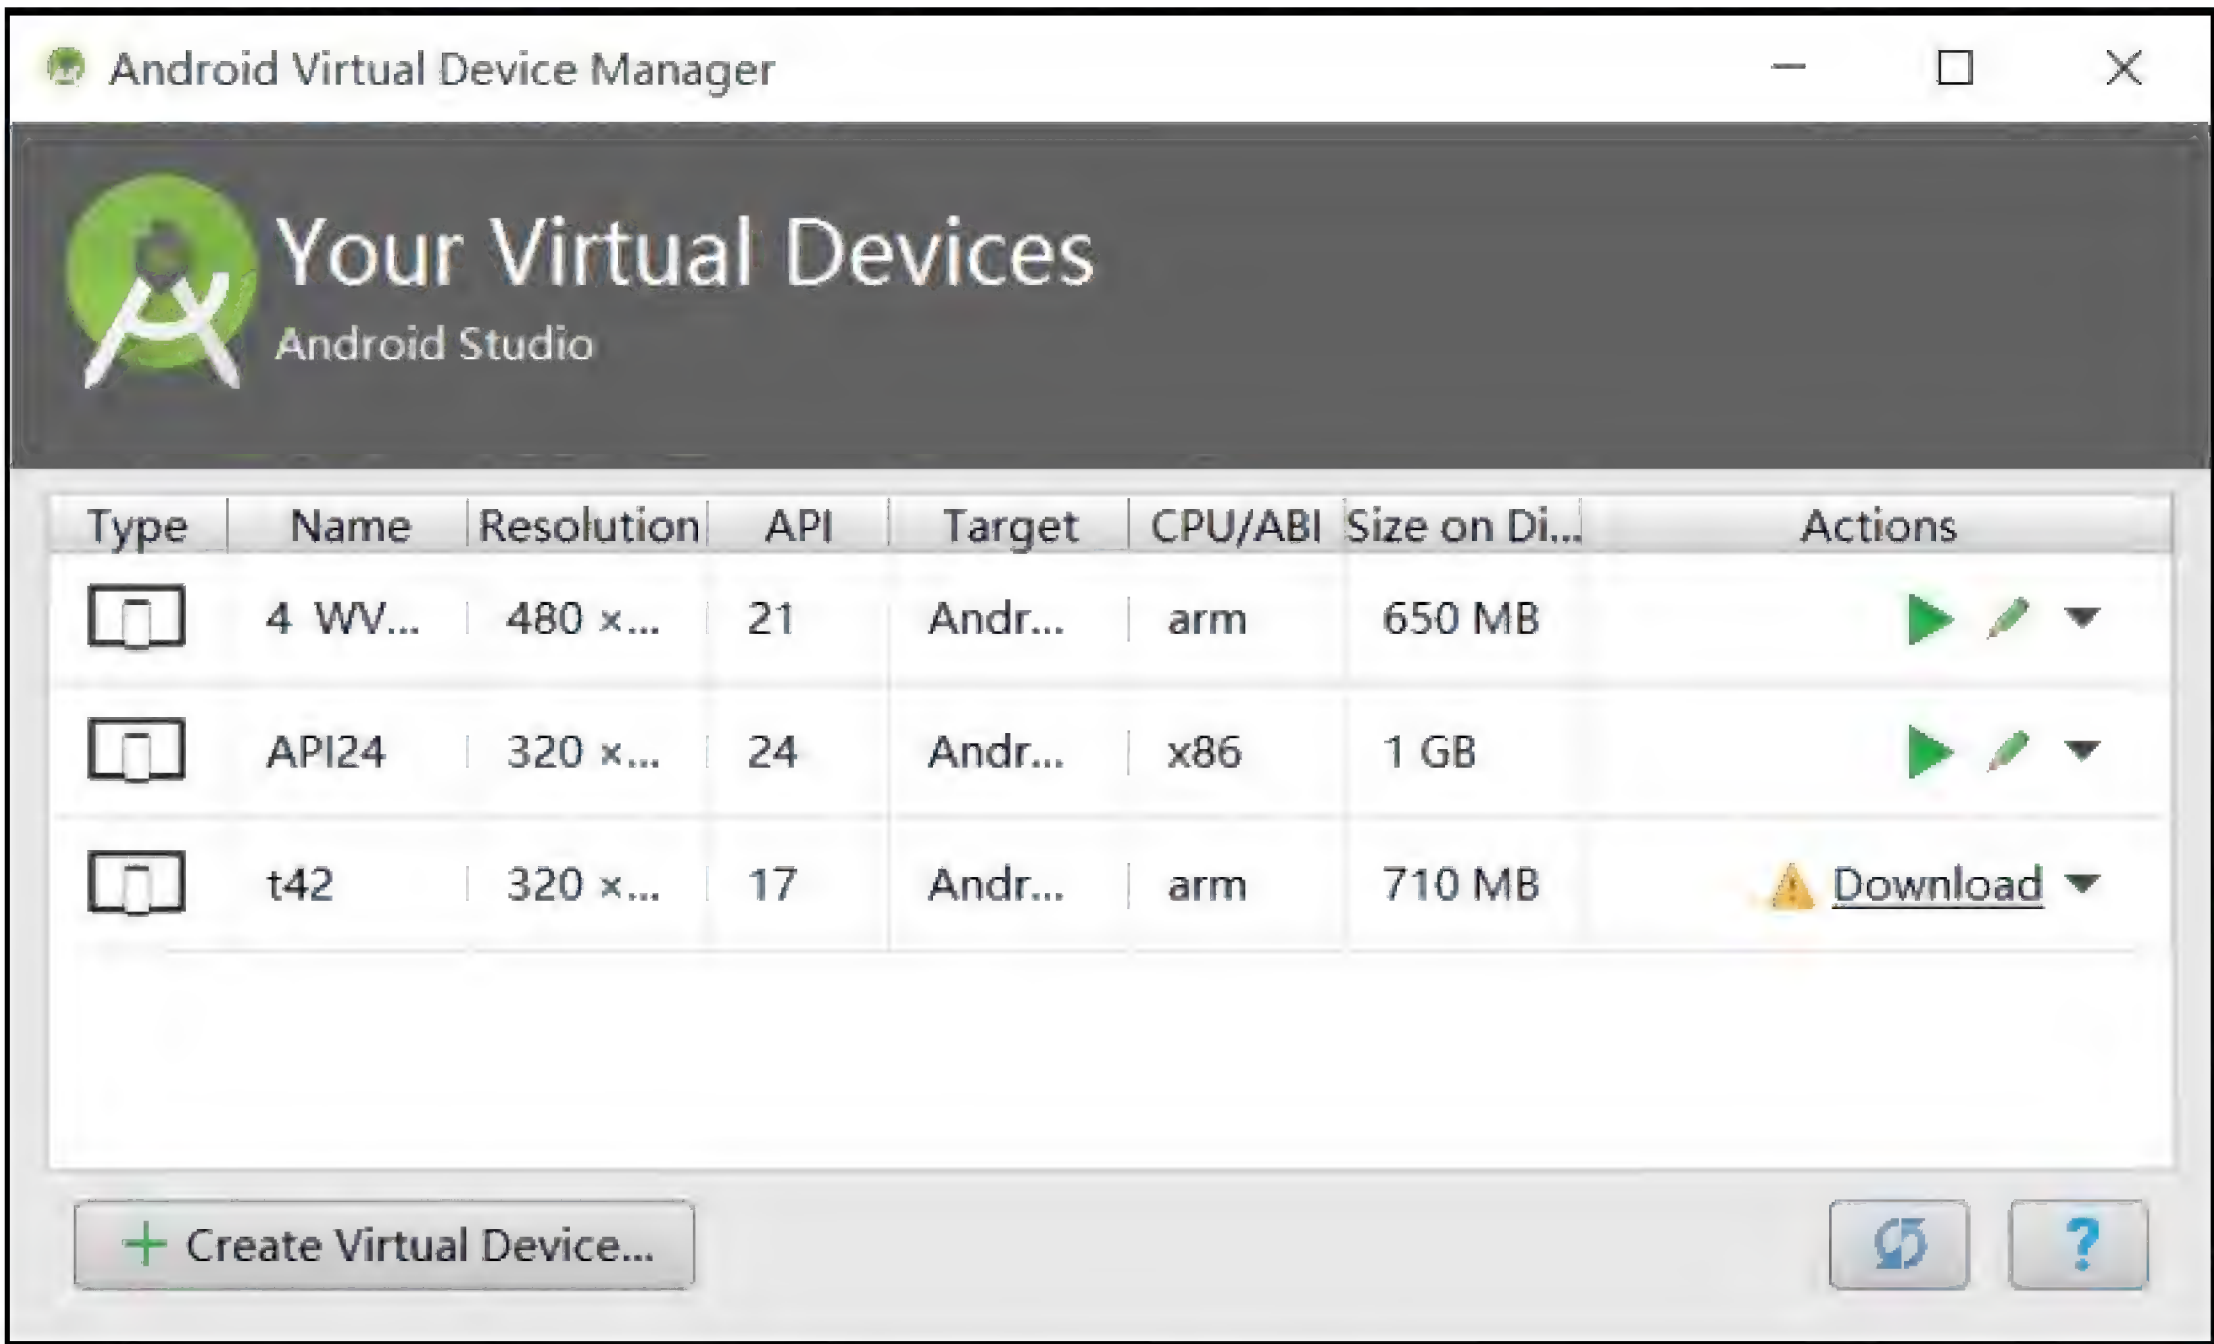 Android Virtual Device Manager
Your Virtual Devices
Android Studio
Type Name Resolution API Target CPU/ABI Size on Di... Actions
4 WV... 480 ×... 21 Andr... arm 650 MB
API24 320 ×... 24 Andr... x86 1 GB
t42 320 ×... 17 Andr... arm 710 MB Download
+ Create Virtual Device... ?